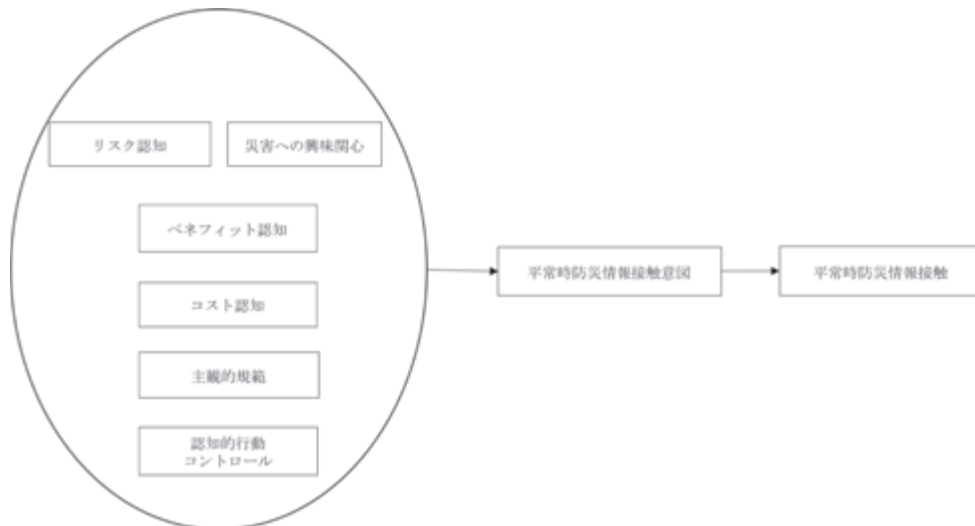 リスク認知
災害への興味関心
ベネフィット認知
コスト認知
主観的規範
認知的行動
コントロール
平常時防災情報接触意図
平常時防災情報接触